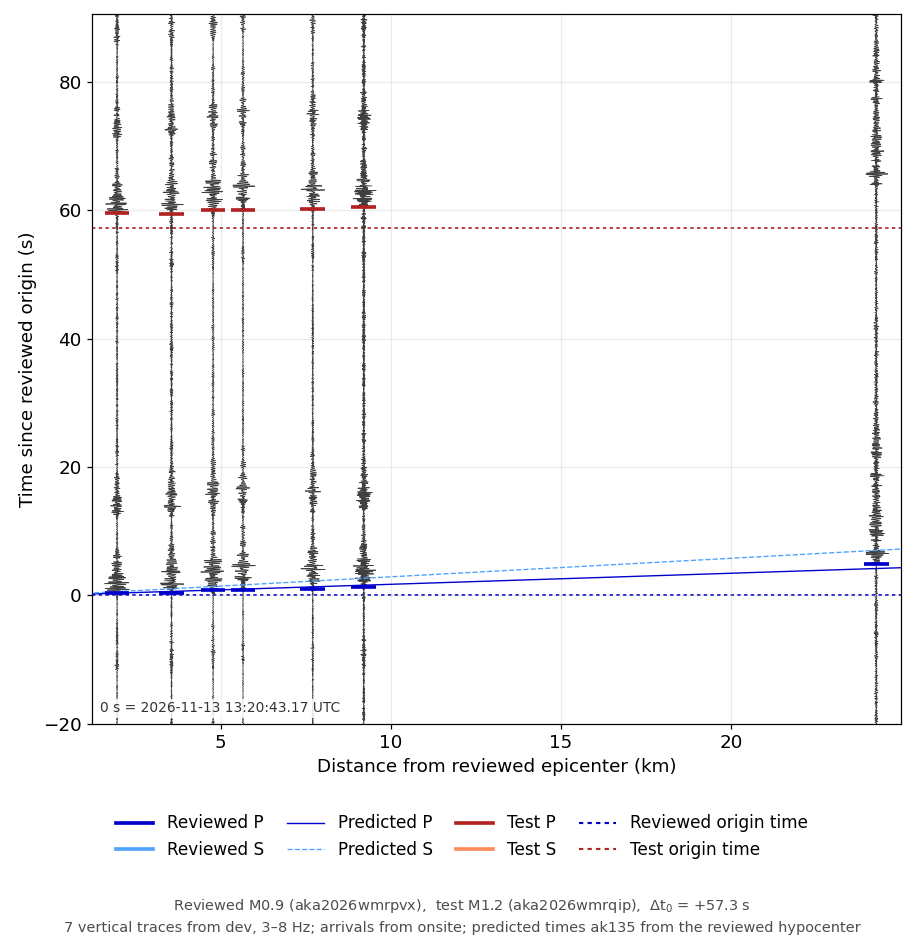 80
60
40
20
0
−20
Time since reviewed origin (s)
0 s = 2026-11-13 13:20:43.17 UTC
5 10 15 20
Distance from reviewed epicenter (km)
Reviewed P Predicted P Test P Reviewed origin time
Reviewed S Predicted S Test S Test origin time
Reviewed M0.9 (aka2026wmrpvx), test M1.2 (aka2026wmrqip), Δt₀ = +57.3 s
7 vertical traces from dev, 3–8 Hz; arrivals from onsite; predicted times ak135 from the reviewed hypocenter